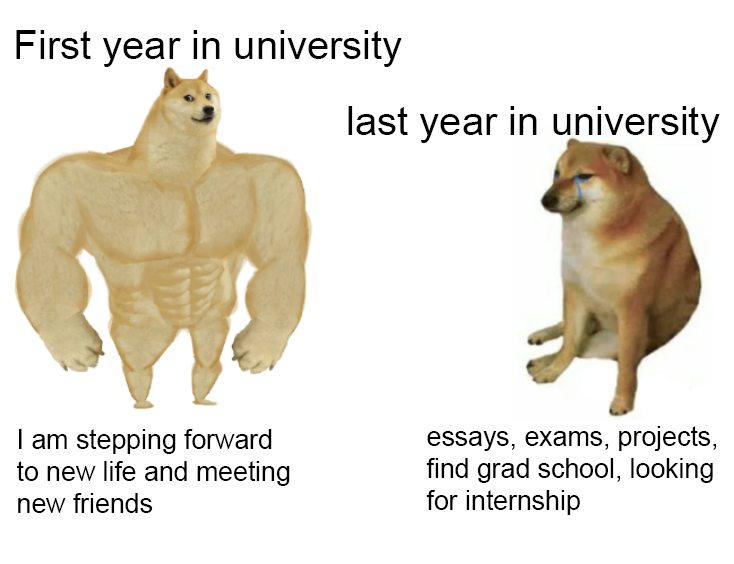 First year in university
last year in university
I am stepping forward
to new life and meeting
new friends
essays, exams, projects,
find grad school, looking
for internship